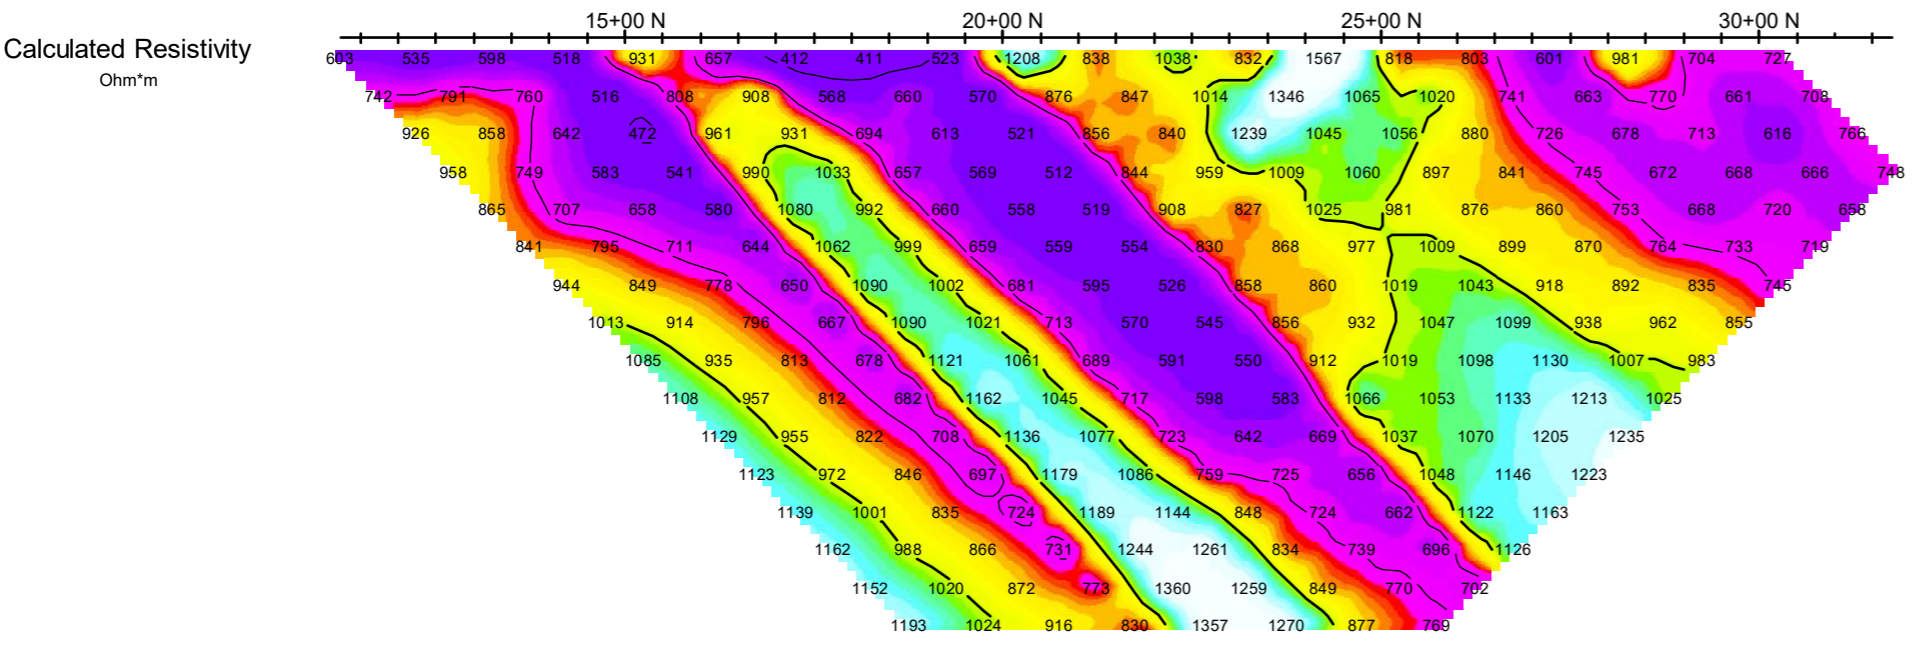 15+00 N 20+00 N 25+00 N 30+00 N
Calculated Resistivity
Ohm*m
603 535 598 518 931 657 412 411 523 1208 838 1038 832 1567 818 803 601 981 704 727
742 791 760 516 808 908 568 660 570 876 847 1014 1346 1065 1020 741 663 770 661 708
926 858 642 472 961 931 694 613 521 856 840 1239 1045 1056 880 726 678 713 616 766
958 749 583 541 990 1033 657 569 512 844 959 1009 1060 897 841 745 672 668 666 748
865 707 658 580 1080 992 660 558 519 908 827 1025 981 876 860 753 668 720 658
841 795 711 644 1062 999 659 559 554 830 868 977 1009 899 870 764 733 719
944 849 778 650 1090 1002 681 595 526 858 860 1019 1043 918 892 835 745
1013 914 796 667 1090 1021 713 570 545 856 932 1047 1099 938 962 855
1085 935 813 678 1121 1061 689 591 550 912 1019 1098 1130 1007 983
1108 957 812 682 1162 1045 717 598 583 1066 1053 1133 1213 1025
1129 955 822 708 1136 1077 723 642 669 1037 1070 1205 1235
1123 972 846 697 1179 1086 759 725 656 1048 1146 1223
1139 1001 835 724 1189 1144 848 724 662 1122 1163
1162 988 866 731 1244 1261 834 739 696 1126
1152 1020 872 773 1360 1259 849 770 702
1193 1024 916 830 1357 1270 877 769